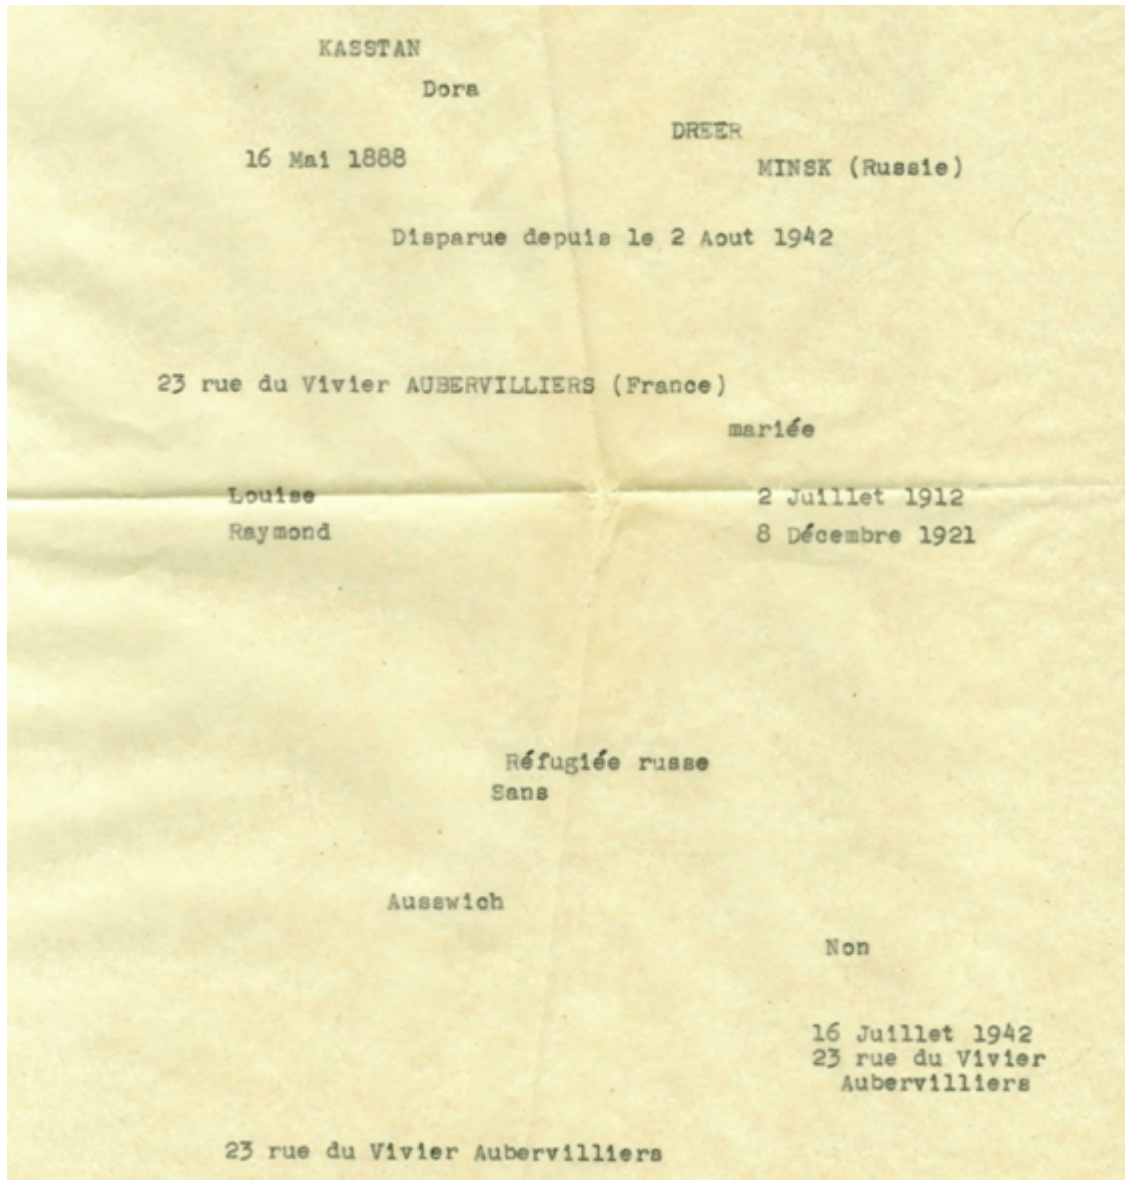 KASSTAN
Dora
DREER
16 Mai 1888
MINSK (Russie)
Disparue depuis le 2 Aout 1942
23 rue du Vivier AUBERVILLIERS (France)
mariée
Louise 2 Juillet 1912
Raymond 8 Décembre 1921
Réfugiée russe
Sans
Ausswich
Non
16 Juillet 1942
23 rue du Vivier
Aubervilliers
23 rue du Vivier Aubervilliers